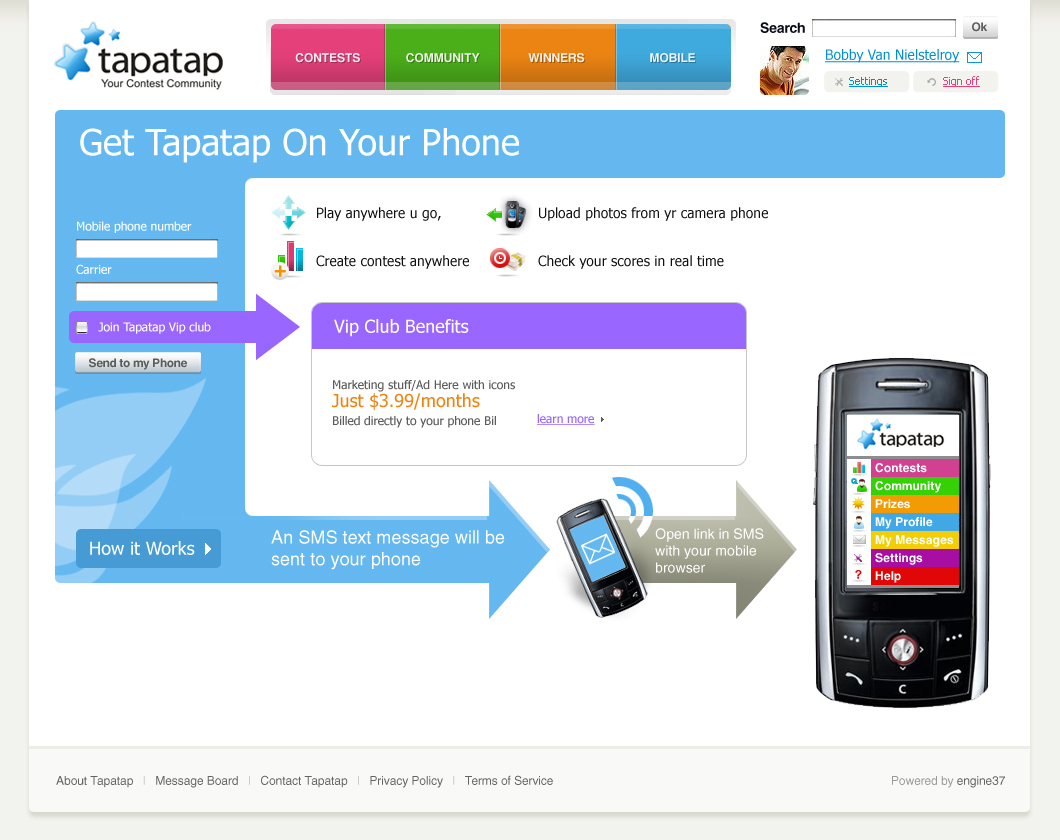 tapatap
Your Contest Community
CONTESTS
COMMUNITY
WINNERS
MOBILE
Search
Ok
Bobby Van Nielstelroy
Settings
Sign off
Get Tapatap On Your Phone
Mobile phone number
Carrier
Join Tapatap Vip club
Send to my Phone
How it Works
Play anywhere u go,
Upload photos from yr camera phone
Create contest anywhere
Check your scores in real time
Vip Club Benefits
Marketing stuff/Ad Here with icons
Just $3.99/months
Billed directly to your phone Bil
learn more
An SMS text message will be
sent to your phone
Open link in SMS
with your mobile
browser
tapatap
Contests
Community
Prizes
My Profile
My Messages
Settings
? Help
C
About Tapatap | Message Board | Contact Tapatap | Privacy Policy | Terms of Service
Powered by engine37